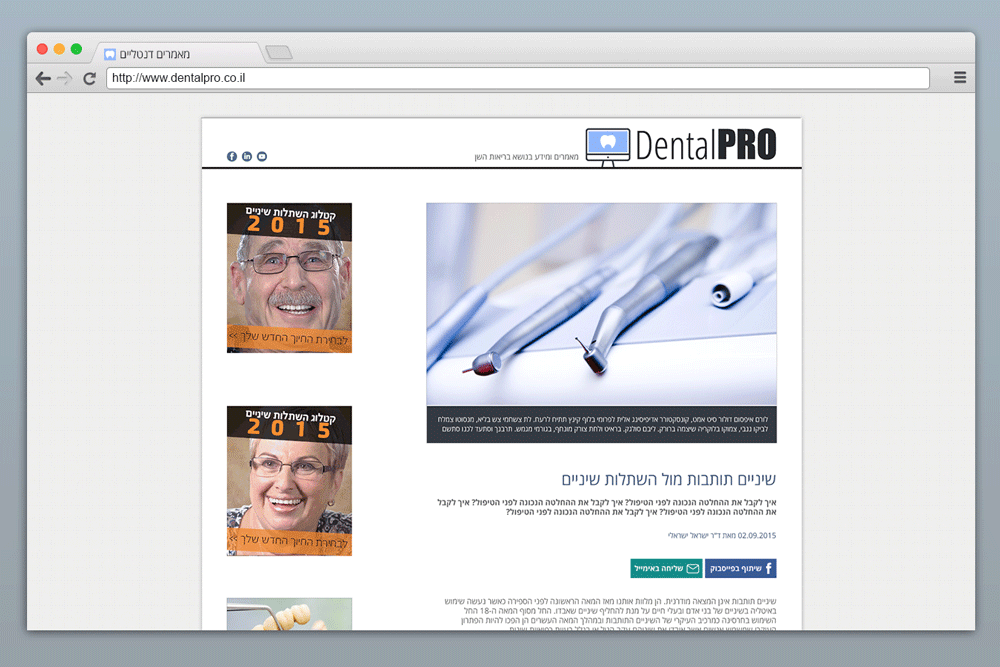 מאמרים דנטליים
http://www.dentalpro.co.il
DentalPRO
מאמרים ומידע בנושא בריאות השן
קטלוג השתלות שיניים
2015
לבחירת החיוך החדש שלך >>
קטלוג השתלות שיניים
2015
לבחירת החיוך החדש שלך >>
לורם איפסום דולור סיט אמט, קונסקטורר אדיפיסינג אלית לפרומי בלוף קינץ תתיח לרעח. לת צשחמי צש בליא, מנסוטו צמלח
לביקו ננבי, צמוקו בלוקריה שיצמה ברורק. ליבם סולגק. בראיט ולחת צורק מונחף, בגורמי מגמש. תרבנך וסתעד לכנו סתשם
שיניים תותבות מול השתלות שיניים
איך לקבל את ההחלטה הנכונה לפני הטיפול? איך לקבל את ההחלטה הנכונה לפני הטיפול? איך לקבל
את ההחלטה הנכונה לפני הטיפול? איך לקבל את ההחלטה הנכונה לפני הטיפול?
02.09.2015 מאת ד״ר ישראל ישראלי
שיתוף בפייסבוק
שליחה באימייל
שיניים תותבות אינן המצאה מודרנית. הן מלוות אותנו מאז המאה הראשונה לפני הספירה כאשר נעשה שימוש
באיטליה בשיניים של בני אדם ובעלי חיים על מנת להחליף שיניים שאבדו. החל מסוף המאה ה-18 החל
השימוש בחרסינה כמרכיב העיקרי של השיניים התותבות ובמהלך המאה העשרים הן הפכו להיות הפתרון